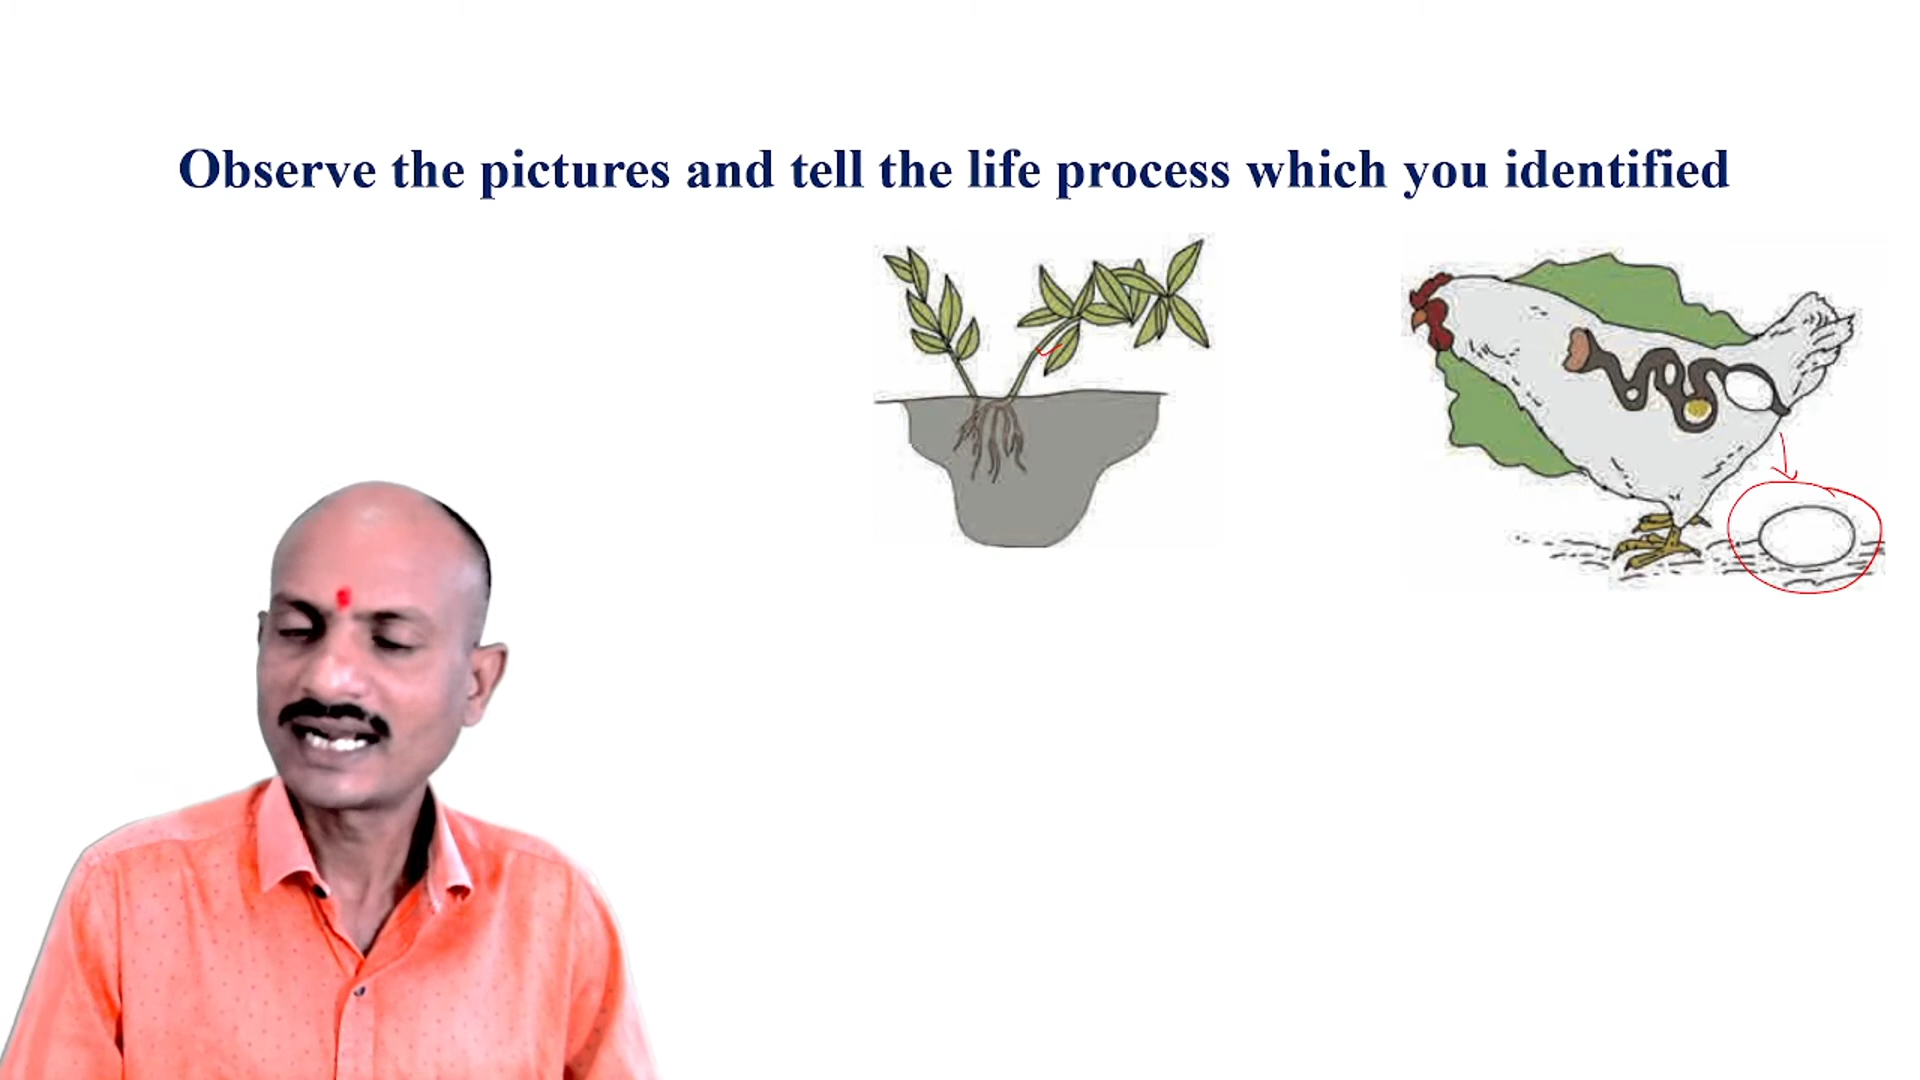 Observe the pictures and tell the life process which you identified